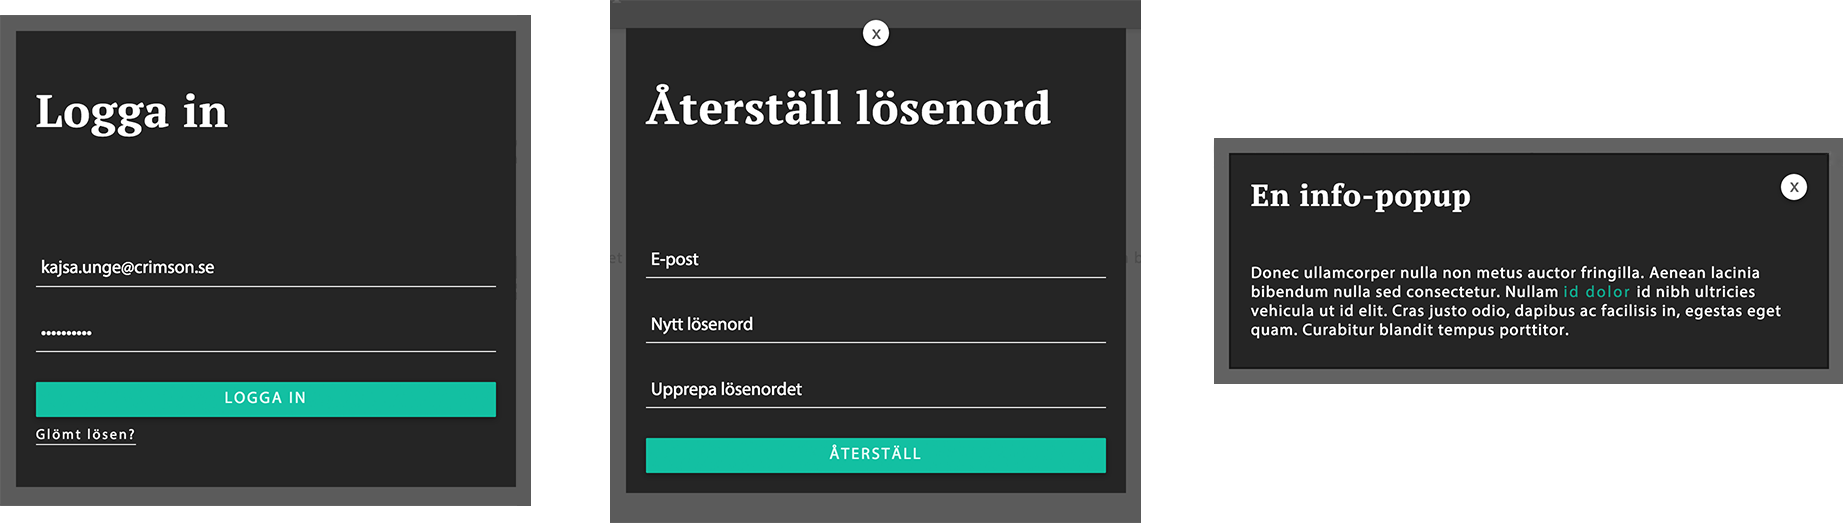 Logga in
kajsa.unge@crimson.se
••••••••••
LOGGA IN
Glömt lösen?
x
Återställ lösenord
E-post
Nytt lösenord
Upprepa lösenordet
ÅTERSTÄLL
x
En info-popup
Donec ullamcorper nulla non metus auctor fringilla. Aenean lacinia
bibendum nulla sed consectetur. Nullam id dolor id nibh ultricies
vehicula ut id elit. Cras justo odio, dapibus ac facilisis in, egestas eget
quam. Curabitur blandit tempus porttitor.